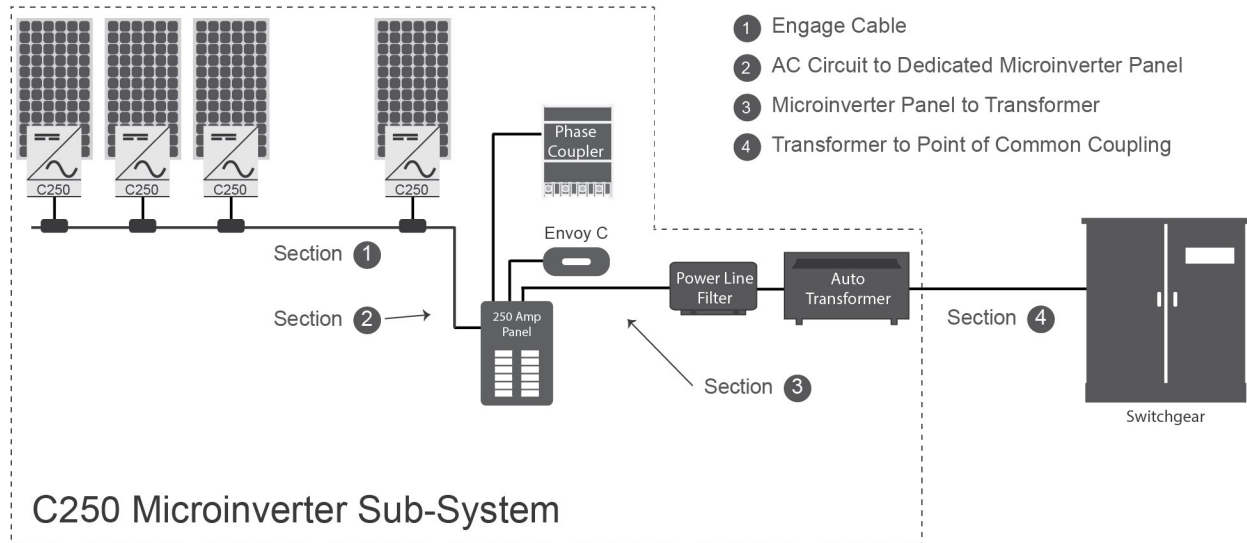 1 Engage Cable
2 AC Circuit to Dedicated Microinverter Panel
3 Microinverter Panel to Transformer
4 Transformer to Point of Common Coupling
C250
C250
C250
C250
Phase
Coupler
Section 1
Envoy C
Section 2
250 Amp
Panel
Power Line
Filter
Auto
Transformer
Section 3
Section 4
Switchgear
C250 Microinverter Sub-System